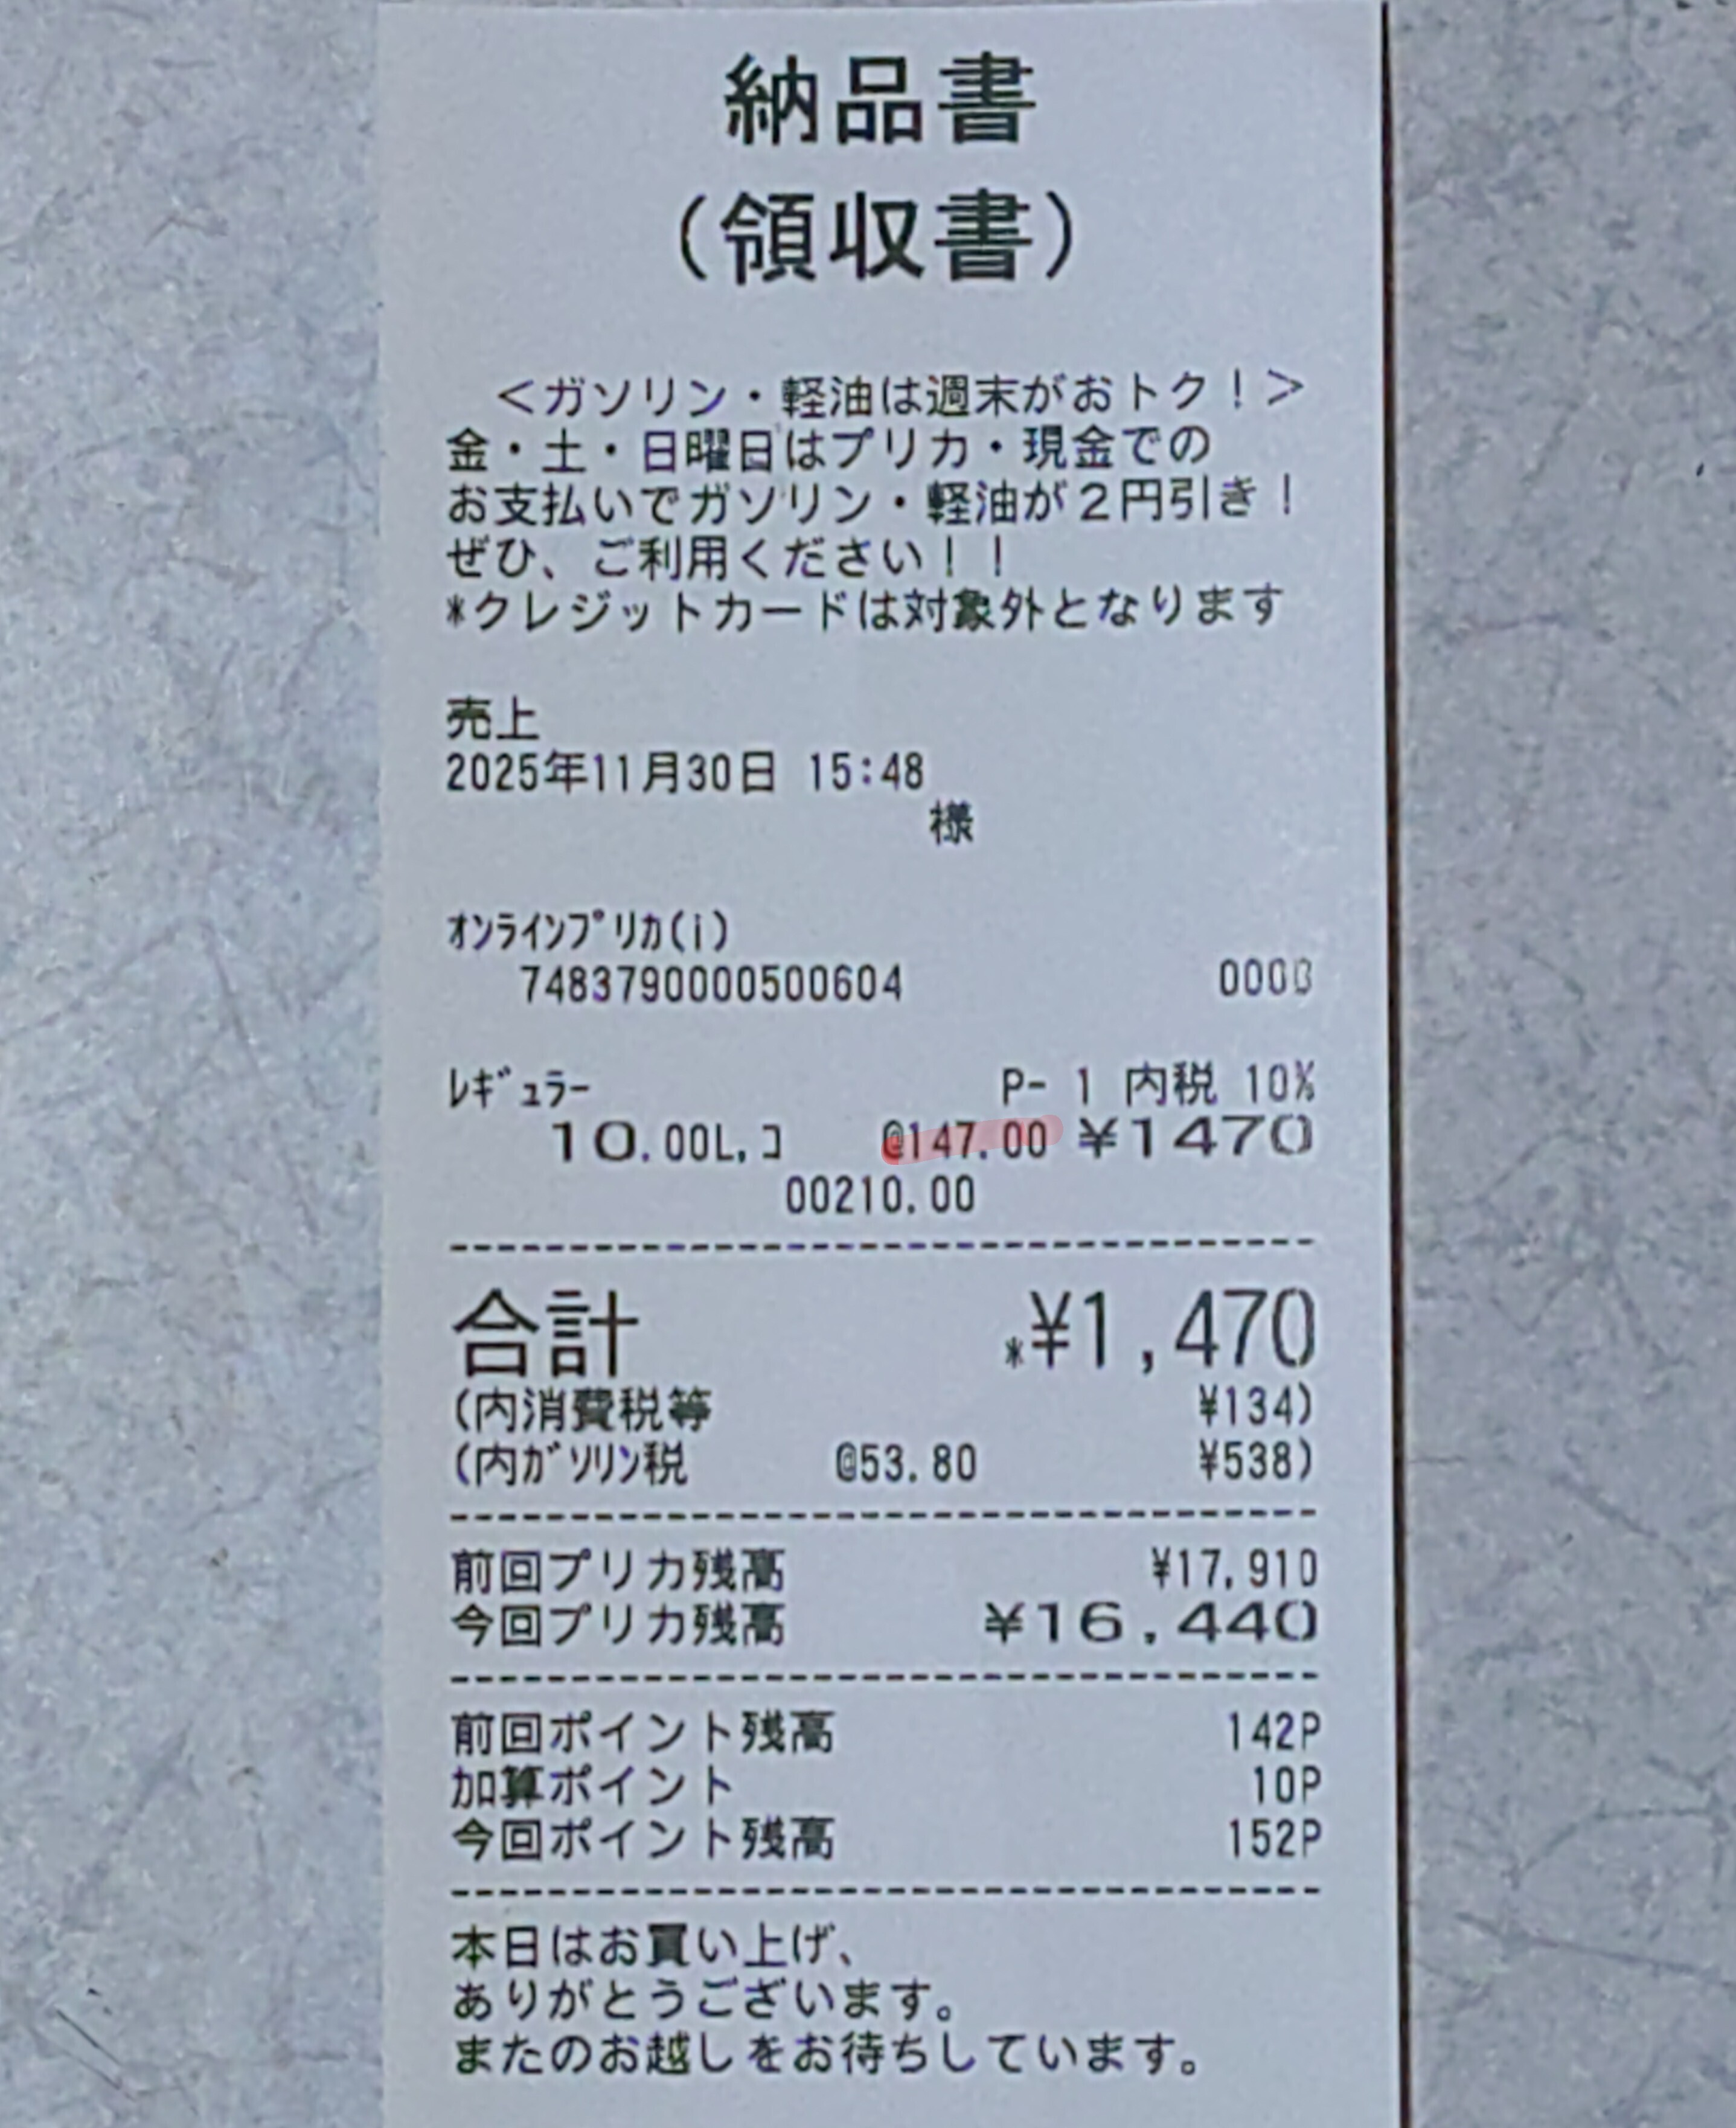 納品書
(領収書)
＜ガソリン・軽油は週末がおトク！＞
金・土・日曜日はプリカ・現金での
お支払いでガソリン・軽油が２円引き！
ぜひ、ご利用ください！！
*クレジットカードは対象外となります
売上
2025年11月30日 15:48
様
ｵﾝﾗｲﾝﾌﾟﾘｶ(i)
7483790000500604
ﾚｷﾞｭﾗｰ P- 1 内税 10%
10.00L,ｺ @147.00 ¥1470
00210.00
合計 *¥1,470
(内消費税等 ¥134)
(内ｶﾞｿﾘﾝ税 @53.80 ¥538)
前回プリカ残高 ¥17,910
今回プリカ残高 ¥16,440
前回ポイント残高 142P
加算ポイント 10P
今回ポイント残高 152P
本日はお買い上げ、
ありがとうございます。
またのお越しをお待ちしています。